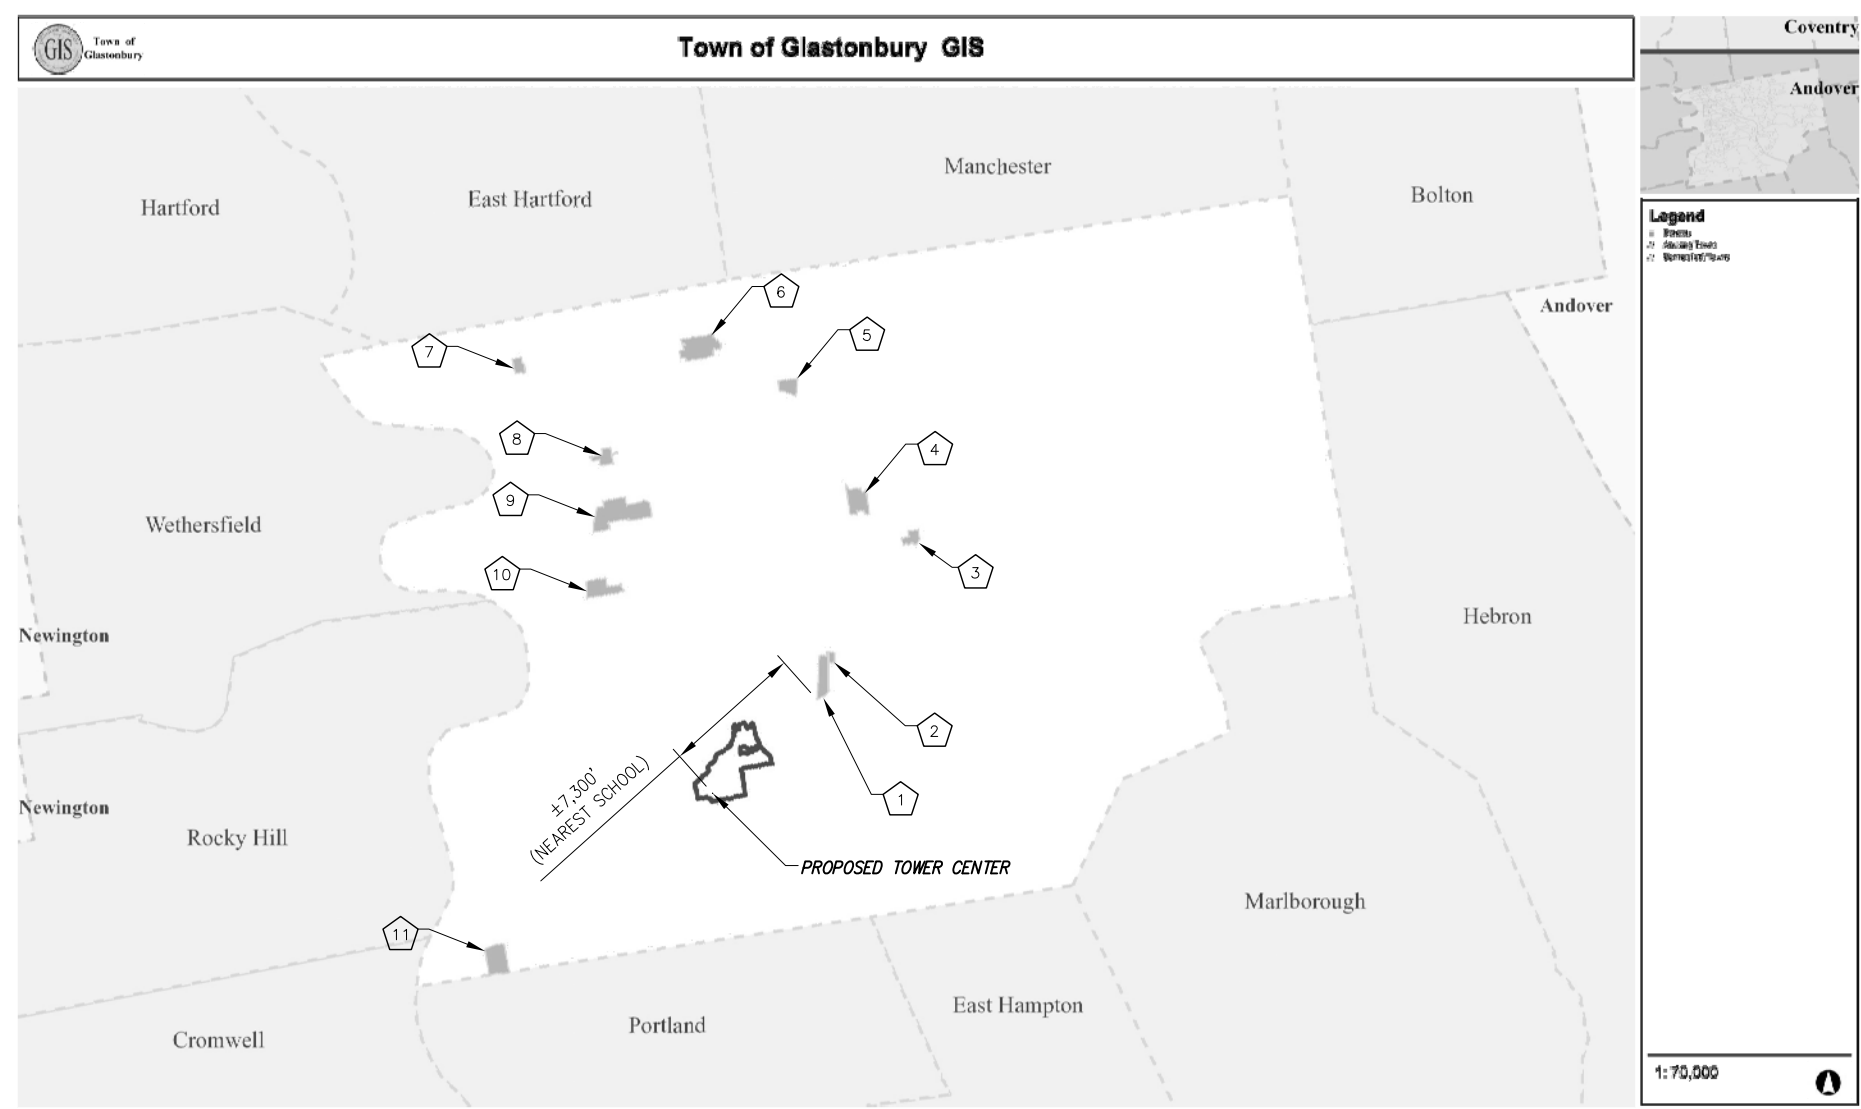 GIS
Town of
Glastonbury
Town of Glastonbury GIS
Coventry
Andover
Manchester
Bolton
East Hartford
Hartford
Legend
6
Andover
5
7
8
4
9
Wethersfield
3
10
Hebron
Newington
2
±7,300'
(NEAREST SCHOOL)
1
Newington
Rocky Hill
PROPOSED TOWER CENTER
Marlborough
11
East Hampton
Portland
Cromwell
1:70,000